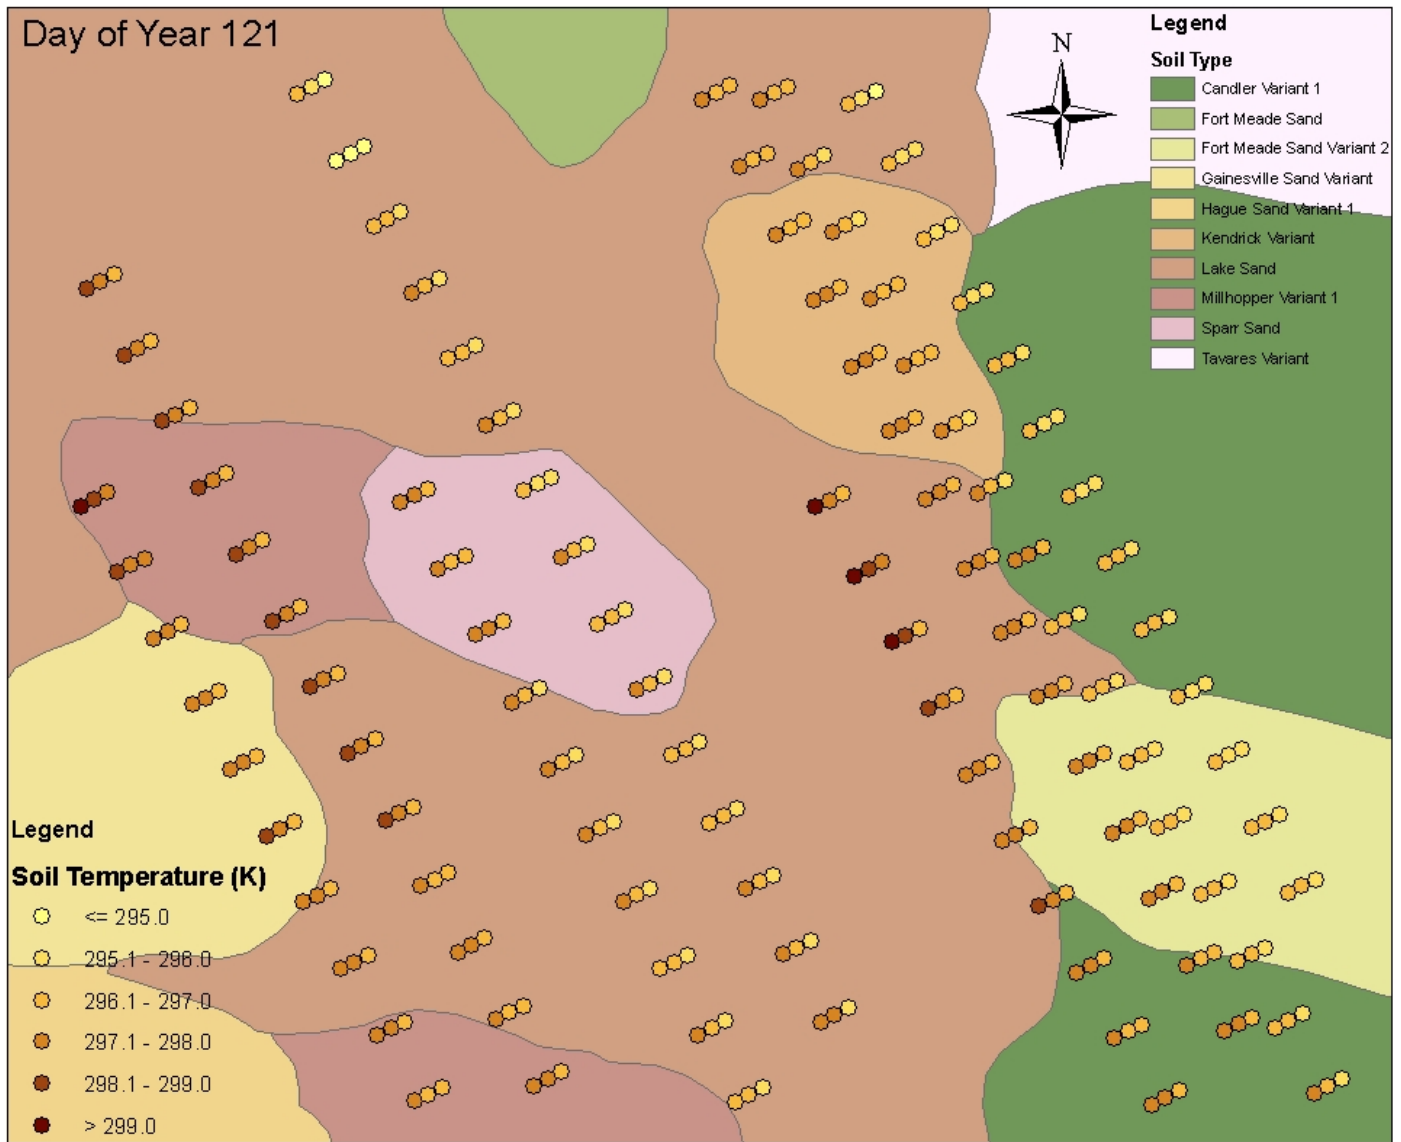 Day of Year 121
N
Legend
Soil Type
Candler Variant 1
Fort Meade Sand
Fort Meade Sand Variant 2
Gainesville Sand Variant
Hague Sand Variant 1
Kendrick Variant
Lake Sand
Millhopper Variant 1
Sparr Sand
Tavares Variant
Legend
Soil Temperature (K)
<= 295.0
295.1 - 296.0
296.1 - 297.0
297.1 - 298.0
298.1 - 299.0
> 299.0